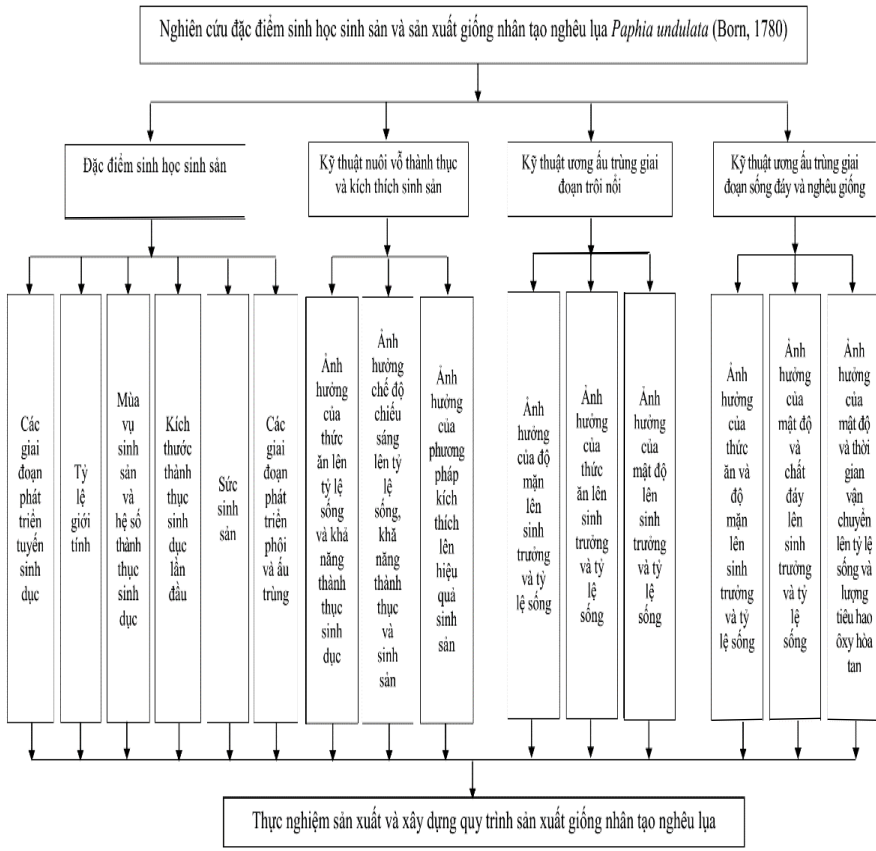 Nghiên cứu đặc điểm sinh học sinh sản và sản xuất giống nhân tạo nghêu lụa Paphia undulata (Born, 1780)
Đặc điểm sinh học sinh sản
Kỹ thuật nuôi vỗ thành thục
và kích thích sinh sản
Kỹ thuật ương ấu trùng giai
đoạn trôi nổi
Kỹ thuật ương ấu trùng giai
đoạn sống đáy và nghêu giống
Các
giai
đoạn
phát
triển
tuyến
sinh
dục
Tỷ
lệ
giới
tính
Mùa
vụ
sinh
sản
và
hệ số
thành
thục
sinh
dục
Kích
thước
thành
thục
sinh
dục
lần
đầu
Sức
sinh
sản
Các
giai
đoạn
phát
triển
phôi
và ấu
trùng
Ảnh
hưởng
của
thức
ăn lên
tỷ lệ
sống
và khả
năng
thành
thục
sinh
dục
Ảnh
hưởng
chế độ
chiếu
sáng
lên tỷ
lệ
sống,
khă
năng
thành
thục
và
sinh
sản
Ảnh
hưởng
của
phương
pháp
kích
thích
lên
hiệu
quả
sinh
sản
Ảnh
hưởng
của độ
mặn
lên
sinh
trưởng
và tỷ
lệ sống
Ảnh
hưởng
của
thức
ăn lên
sinh
trưởng
và tỷ lệ
sống
Ảnh
hưởng
của mật
độ lên
sinh
trưởng
và tỷ lệ
sống
Ảnh
hưởng
của
thức
ăn và độ
mặn
lên
sinh
trưởng
và tỷ
lệ sống
Ảnh
hưởng
của
mật độ
và
chất
đáy
lên
sinh
trưởng
và tỷ lệ
sống
Ảnh
hưởng
của
mật độ
và thời
gian
vận
chuyển
lên tỷ lệ
sống và
lượng
tiêu hao
ôxy hòa
tan
Thực nghiệm sản xuất và xây dựng quy trình sản xuất giống nhân tạo nghêu lụa